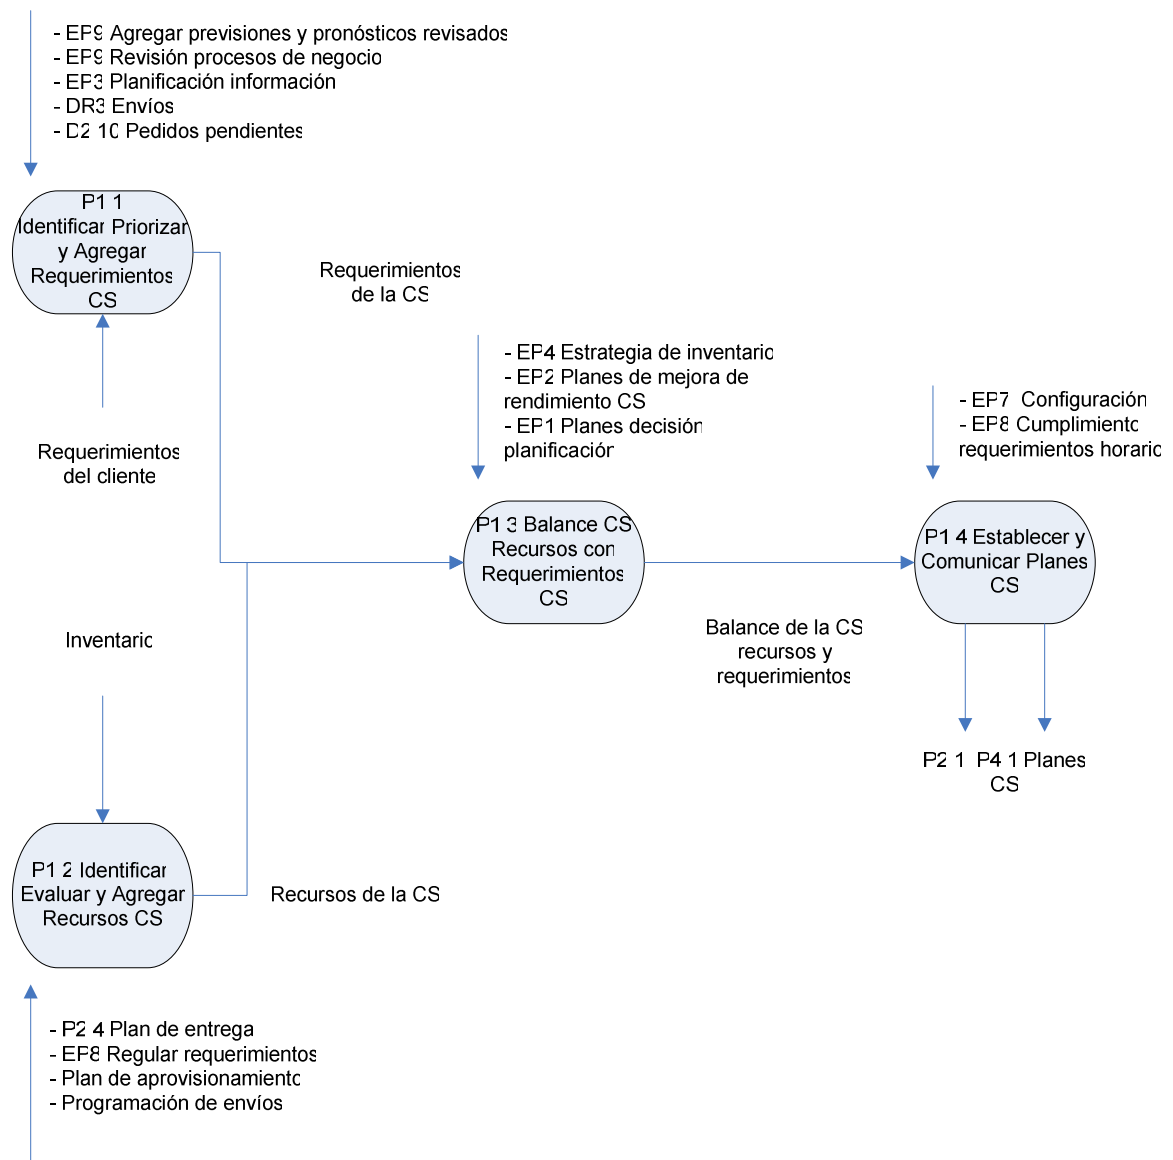 - EP9 Agregar previsiones y pronósticos revisados
- EP9 Revisión procesos de negocio
- EP3 Planificación información
- DR3 Envíos
- D2 10 Pedidos pendientes
P1 1
Identificar Priorizar
y Agregar
Requerimientos
CS
Requerimientos
de la CS
- EP4 Estrategia de inventario
- EP2 Planes de mejora de
rendimiento CS
- EP1 Planes decisión
planificación
- EP7 Configuración
- EP8 Cumplimiento
requerimientos horario
Requerimientos
del cliente
P1 3 Balance CS
Recursos con
Requerimientos
CS
P1 4 Establecer y
Comunicar Planes
CS
Inventario
Balance de la CS
recursos y
requerimientos
P2 1 P4 1 Planes
CS
P1 2 Identificar
Evaluar y Agregar
Recursos CS
Recursos de la CS
- P2 4 Plan de entrega
- EP8 Regular requerimientos
- Plan de aprovisionamiento
- Programación de envíos